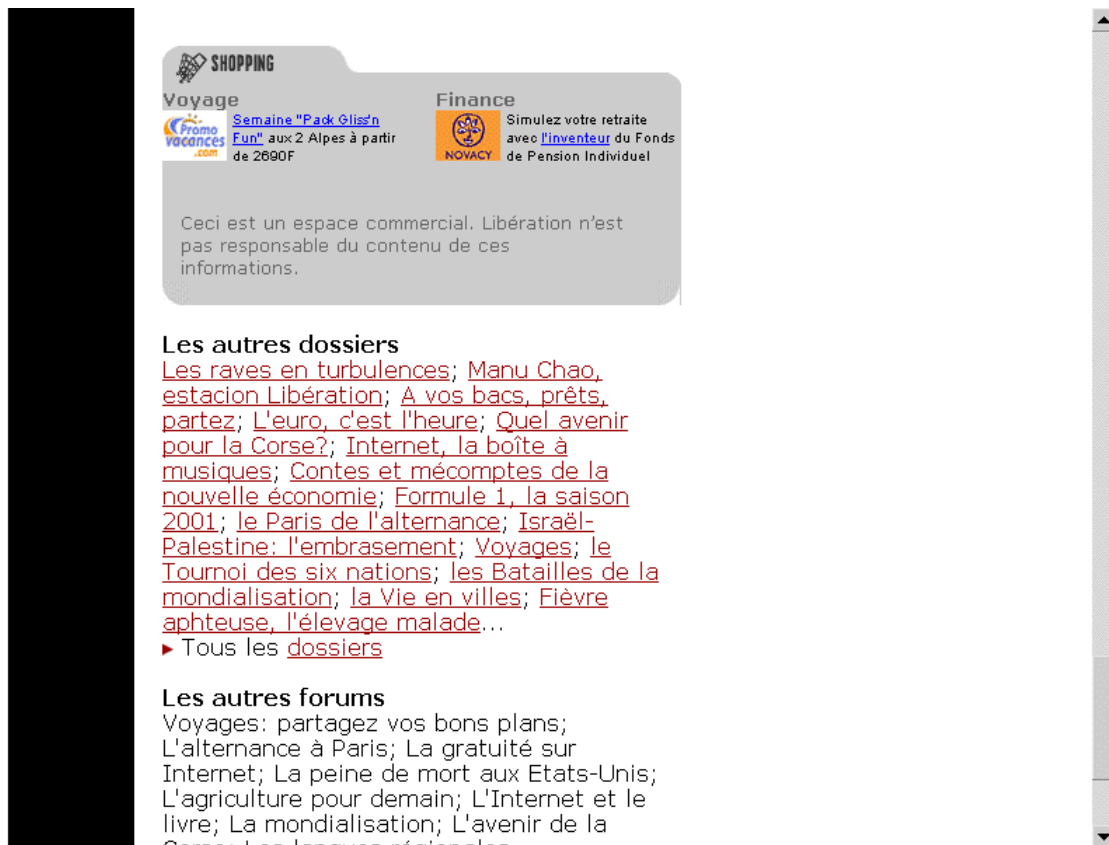 SHOPPING
Voyage
Promo
vacances
.com
Semaine "Pack Gliss'n
Fun" aux 2 Alpes à partir
de 2690F
Finance
NOVACY
Simulez votre retraite
avec l'inventeur du Fonds
de Pension Individuel
Ceci est un espace commercial. Libération n'est
pas responsable du contenu de ces
informations.
Les autres dossiers
Les raves en turbulences; Manu Chao,
estacion Libération; A vos bacs, prêts,
partez; L'euro, c'est l'heure; Quel avenir
pour la Corse?; Internet, la boîte à
musiques; Contes et mécomptes de la
nouvelle économie; Formule 1, la saison
2001; le Paris de l'alternance; Israël-
Palestine: l'embrasement; Voyages; le
Tournoi des six nations; les Batailles de la
mondialisation; la Vie en villes; Fièvre
aphteuse, l'élevage malade...
Tous les dossiers
Les autres forums
Voyages: partagez vos bons plans;
L'alternance à Paris; La gratuité sur
Internet; La peine de mort aux Etats-Unis;
L'agriculture pour demain; L'Internet et le
livre; La mondialisation; L'avenir de la
Corse; Les langues régionales